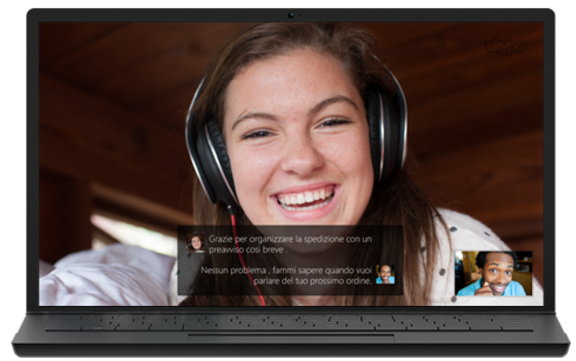 skype
Grazie per organizzare la spedizione con un
preavviso così breve .
Nessun problema , fammi sapere quando vuoi
parlare del tuo prossimo ordine.